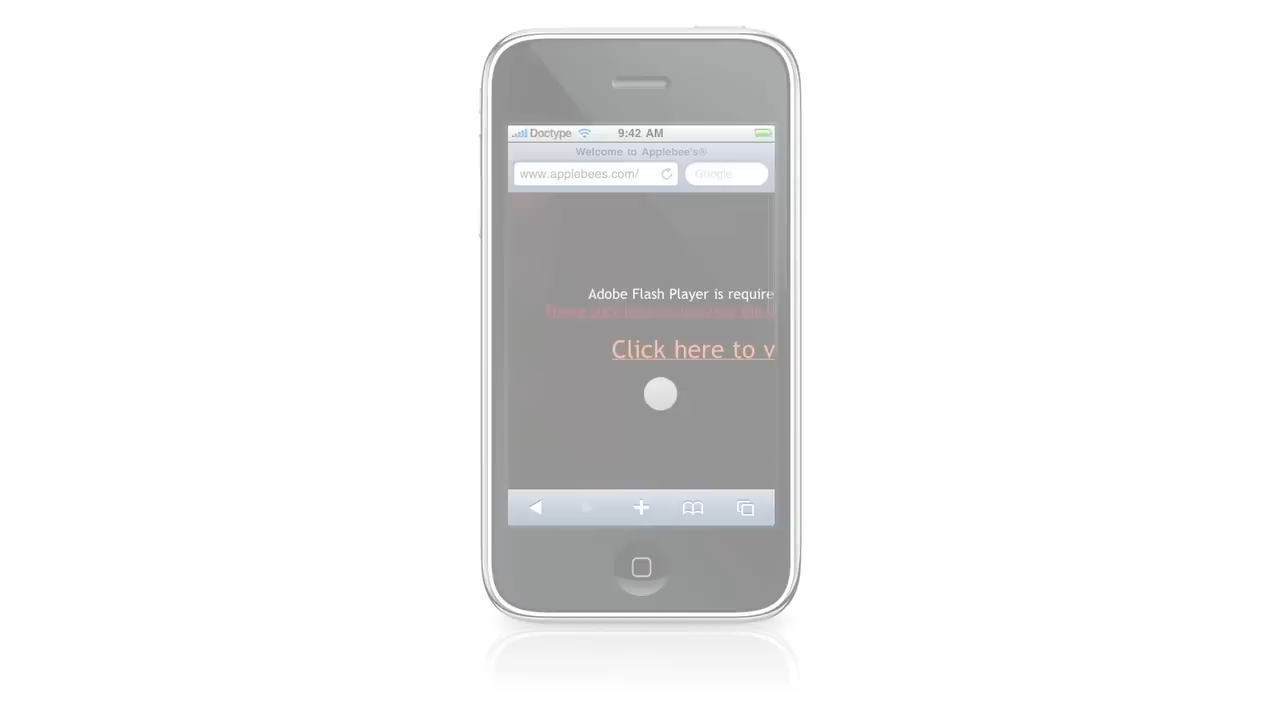 Doctype 9:42 AM
Welcome to Applebee's®
www.applebees.com/ Google
Adobe Flash Player is require
Click here to v